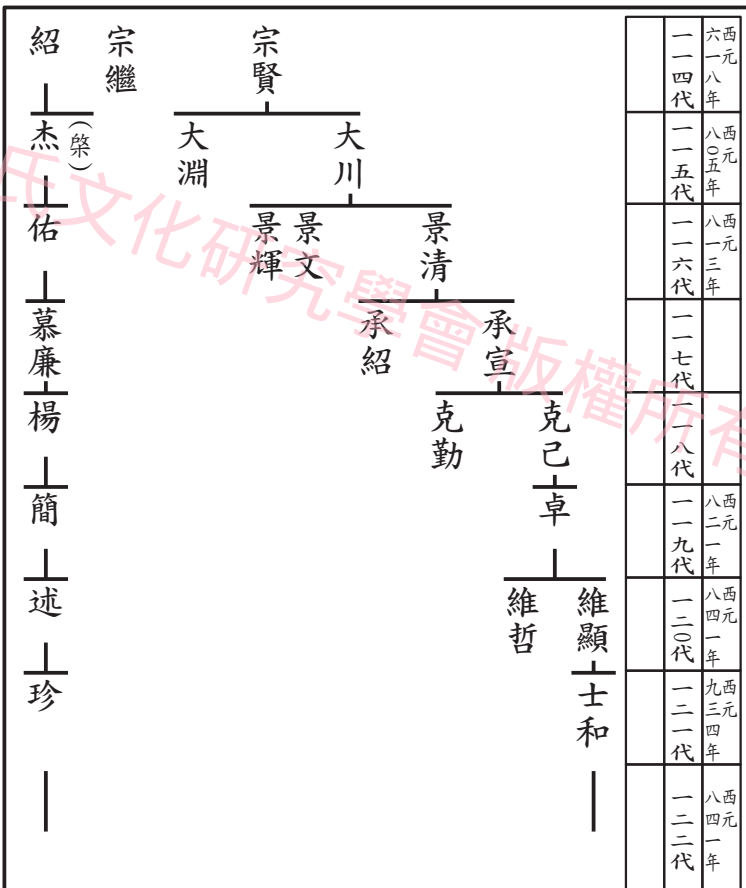 西元六一八年
一一四代
宗賢
宗繼
紹
西元八〇五年
一一五代
大川
大淵
杰(棨)
西元八一三年
一一六代
景清
景文
景輝
佑
一一七代
承宣
承紹
慕廉
一一八代
克己
克勤
楊
西元八二一年
一一九代
卓
簡
西元八四一年
一二〇代
維顯
維哲
述
西元九三四年
一二一代
士和
珍
西元八四一年
一二二代
氏文化研究學會 版權所有